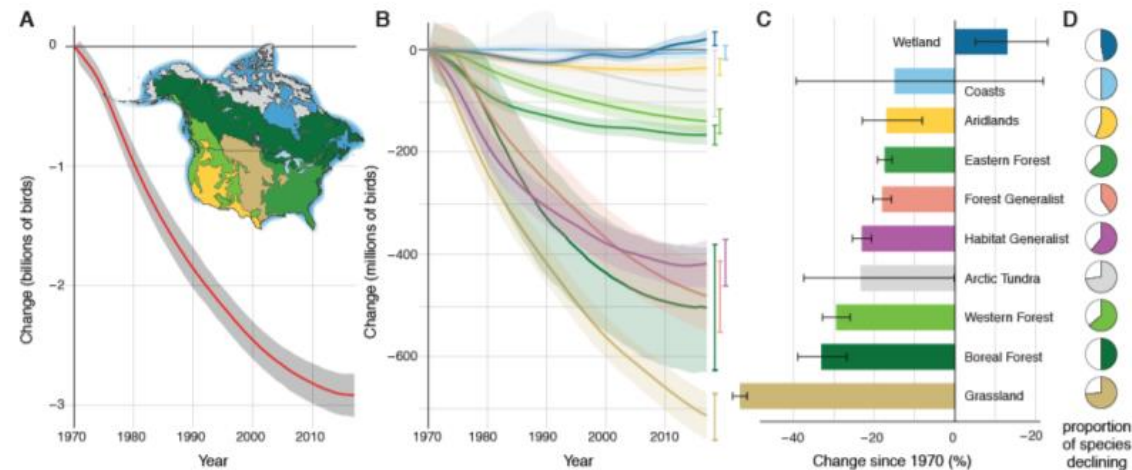 A
B
C
D
Change (billions of birds)
0
−1
−2
−3
1970
1980
1990
2000
2010
Year
Change (millions of birds)
0
−200
−400
−600
1970
1980
1990
2000
2010
Year
Wetland
Coasts
Aridlands
Eastern Forest
Forest Generalist
Habitat Generalist
Arctic Tundra
Western Forest
Boreal Forest
Grassland
−40
−20
0
−20
Change since 1970 (%)
proportion
of species
declining